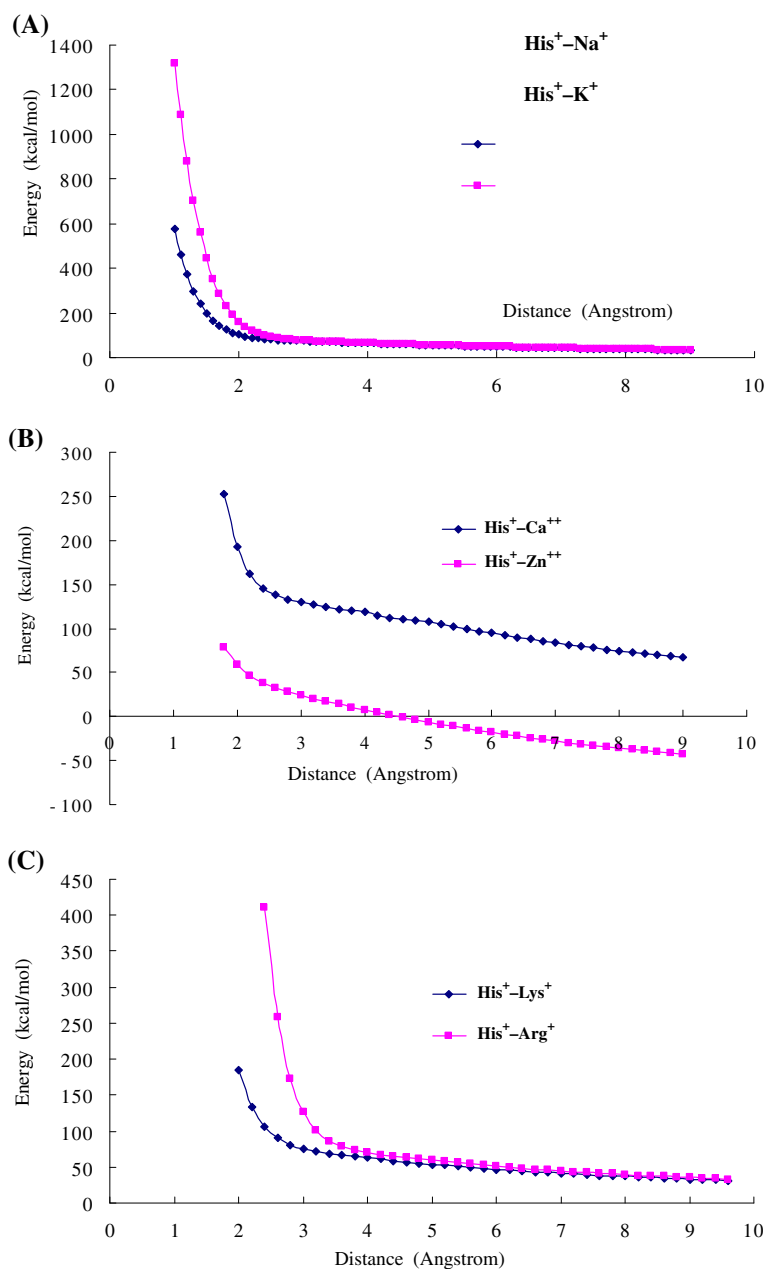 (A)
1400
1200
1000
800
600
400
200
0
Energy (kcal/mol)
His⁺–Na⁺
His⁺–K⁺
Distance (Angstrom)
0 2 4 6 8 10
(B)
300
250
200
150
100
50
0
- 50
- 100
Energy (kcal/mol)
His⁺–Ca⁺⁺
His⁺–Zn⁺⁺
0 1 2 3 4 5 6 7 8 9 10
Distance (Angstrom)
(C)
450
400
350
300
250
200
150
100
50
0
Energy (kcal/mol)
His⁺–Lys⁺
His⁺–Arg⁺
0 1 2 3 4 5 6 7 8 9 10
Distance (Angstrom)